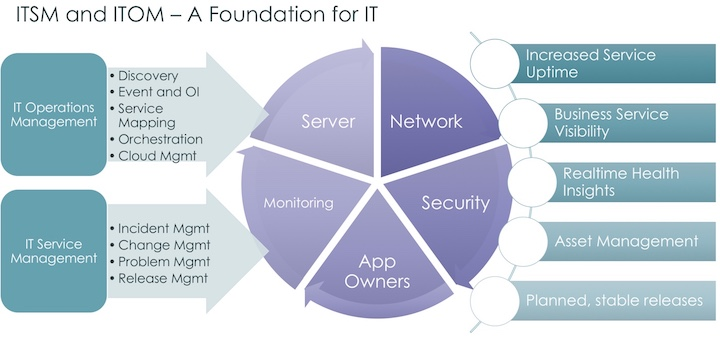 ITSM and ITOM – A Foundation for IT
IT Operations
Management
• Discovery
• Event and OI
• Service
Mapping
• Orchestration
• Cloud Mgmt
IT Service
Management
• Incident Mgmt
• Change Mgmt
• Problem Mgmt
• Release Mgmt
Server
Network
Monitoring
Security
App
Owners
Increased Service
Uptime
Business Service
Visibility
Realtime Health
Insights
Asset Management
Planned, stable releases